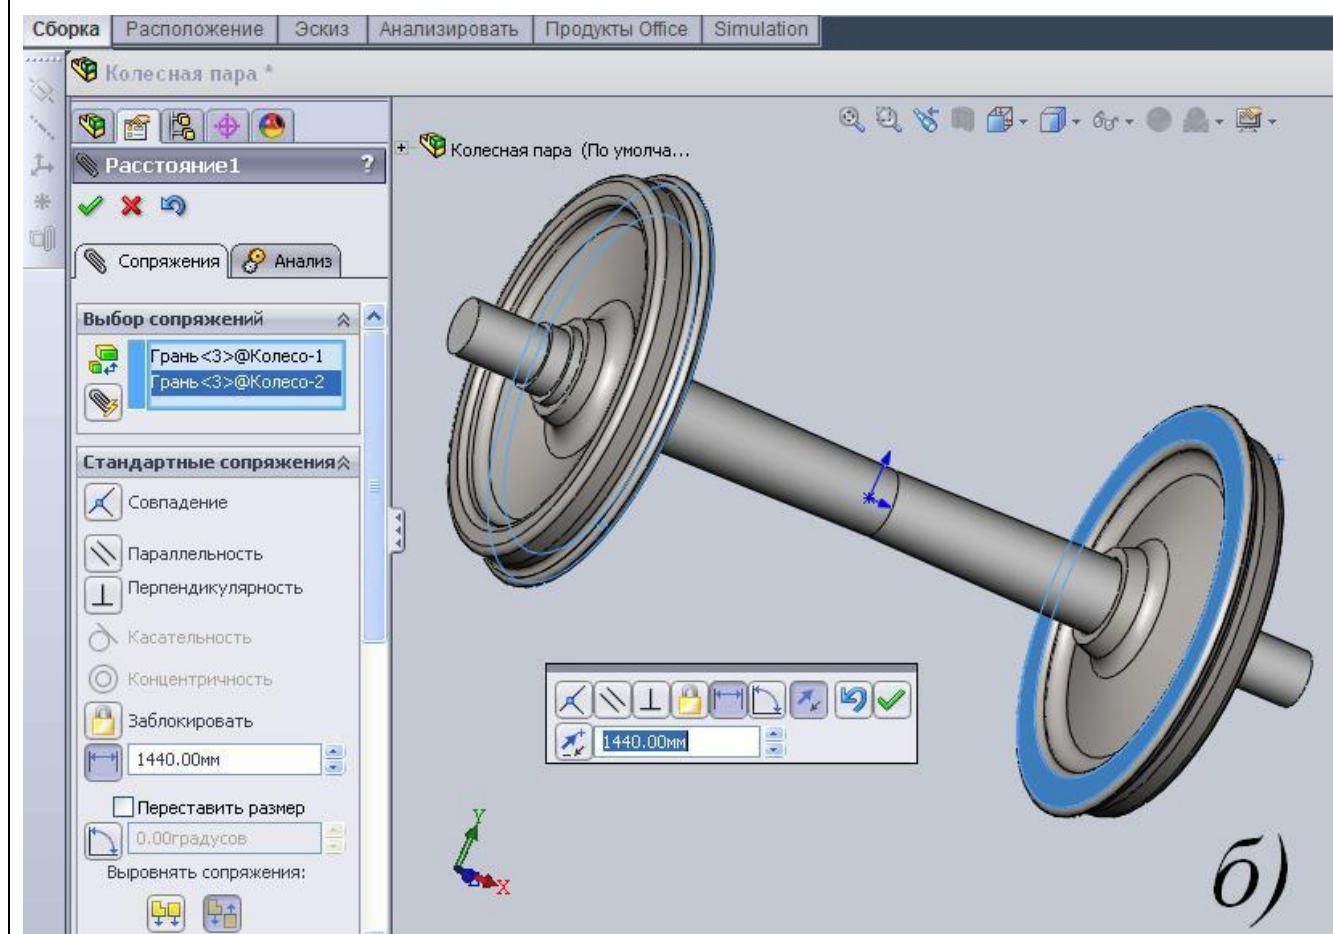 Сборка Расположение Эскиз Анализировать Продукты Office Simulation
Колесная пара *
Расстояние1 ?
Колесная пара (По умолча...
Сопряжения Анализ
Выбор сопряжений
Грань<3>@Колесо-1
Грань<3>@Колесо-2
Стандартные сопряжения
Совпадение
Параллельность
Перпендикулярность
Касательность
Концентричность
Заблокировать
1440.00мм
1440.00мм
Переставить размер
0.00градусов
Выровнять сопряжения:
Y
Z
X
б)